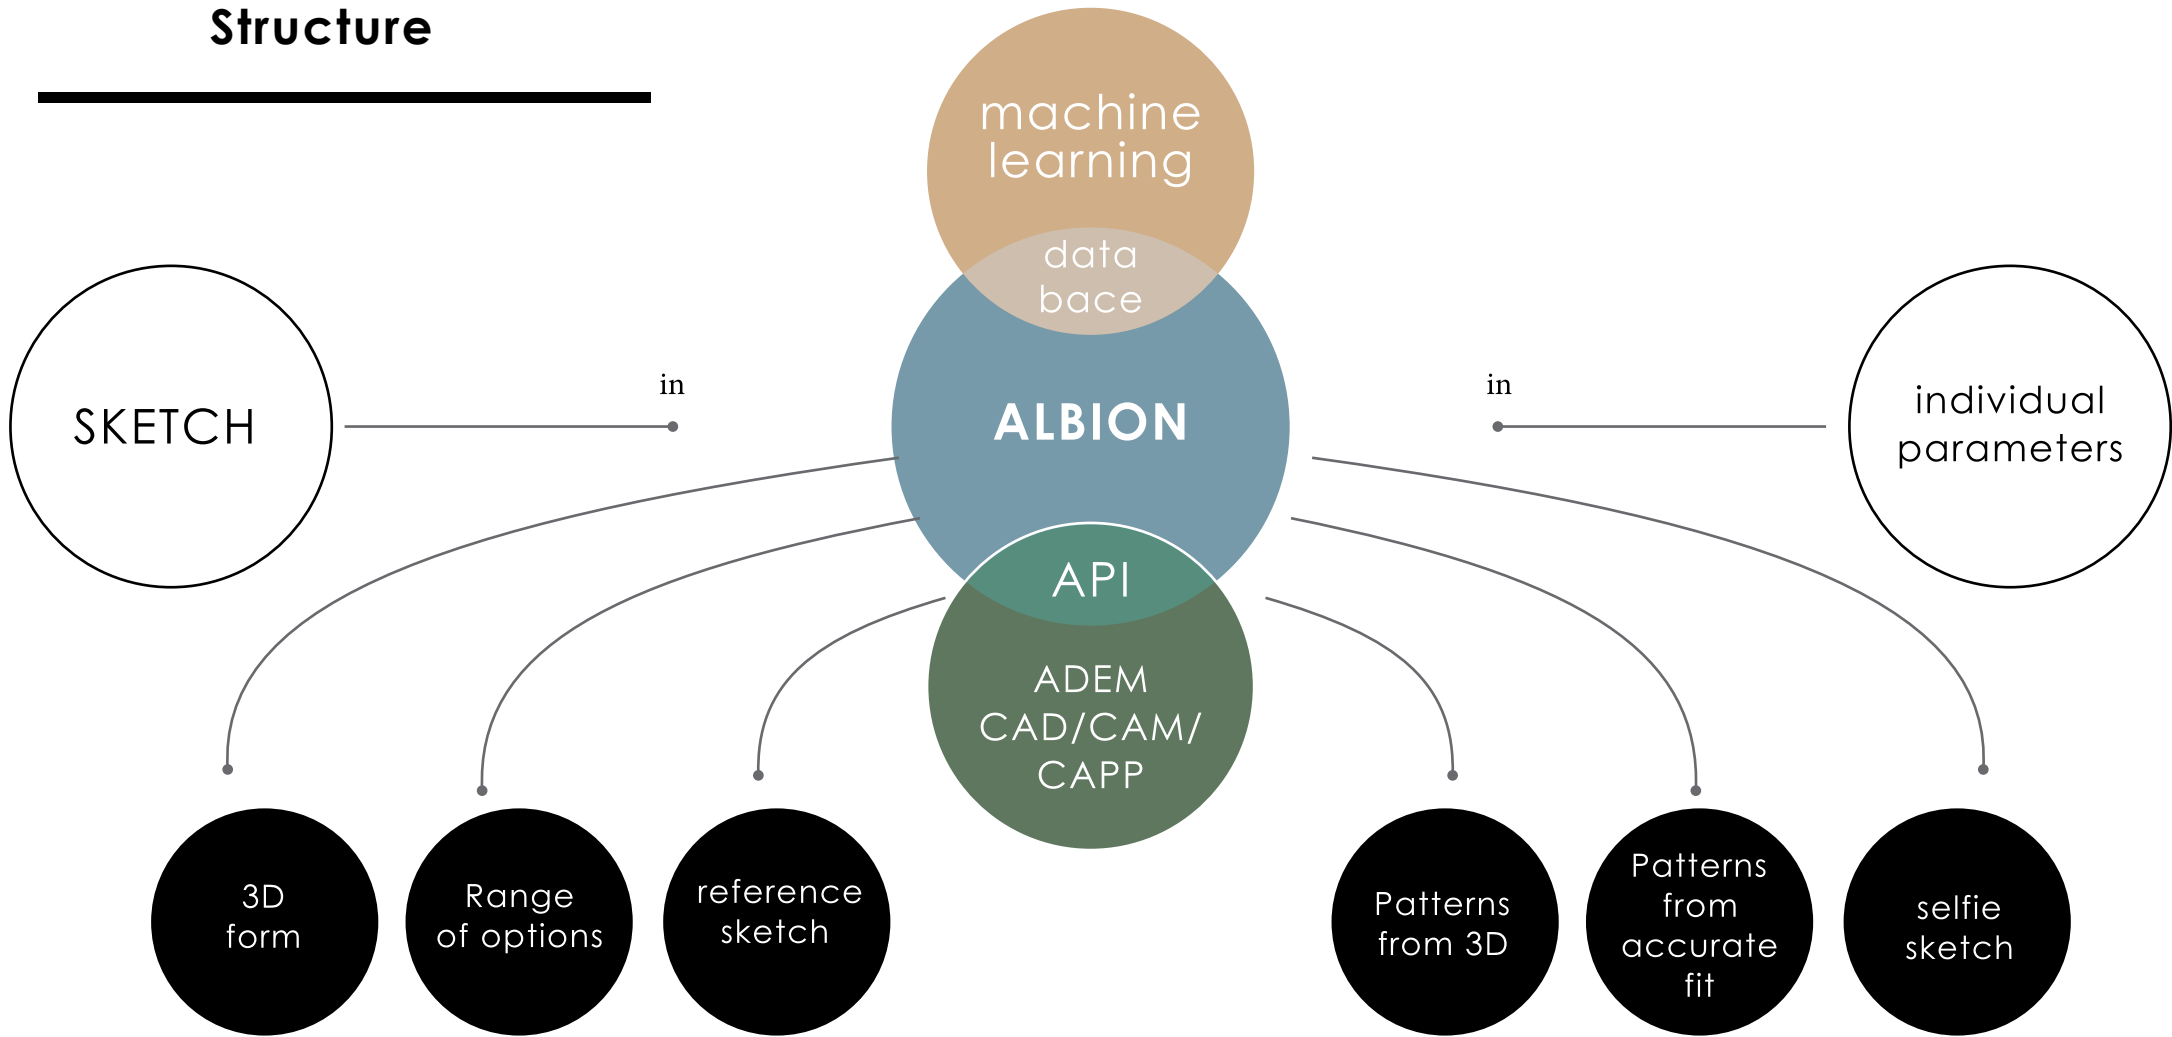 Structure
machine
learning
data
bace
SKETCH
in
ALBION
in
individual
parameters
API
ADEM
CAD/CAM/
CAPP
3D
form
Range
of options
reference
sketch
Patterns
from 3D
Patterns
from
accurate
fit
selfie
sketch